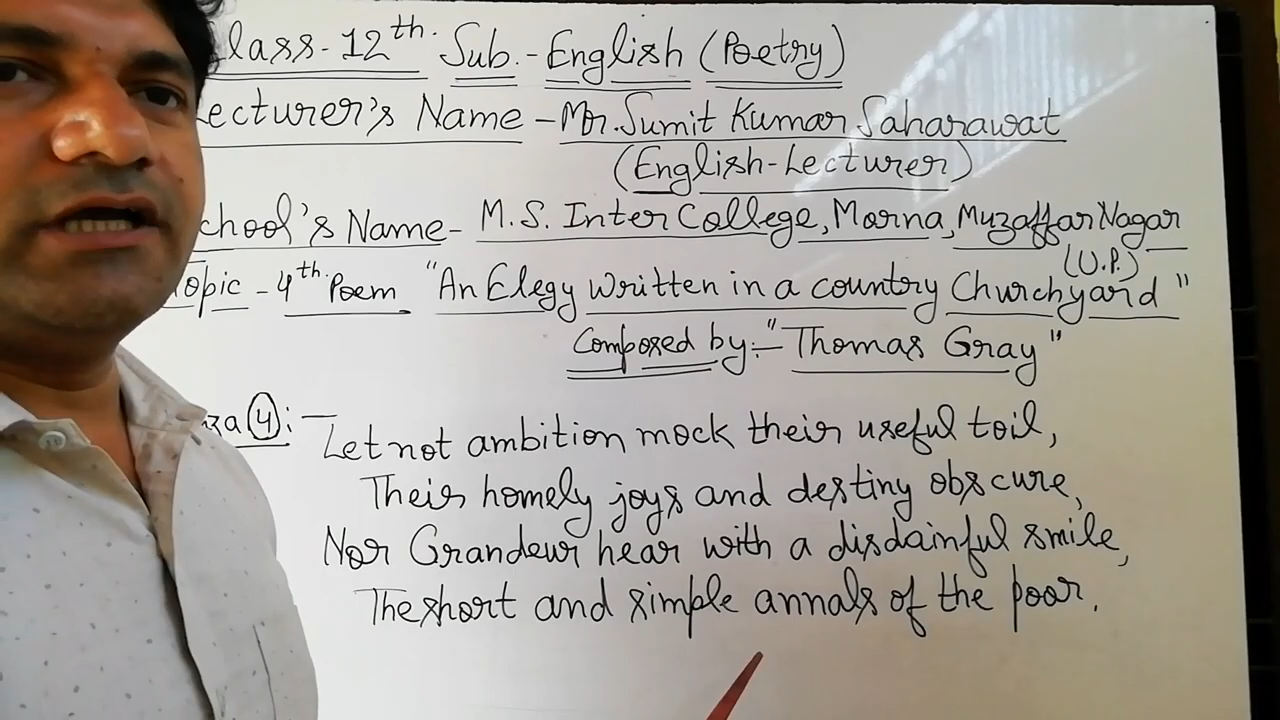 lass-12th. Sub.-English (Poetry)
ecturer's Name - Mr. Sumit Kumar Saharawat
(English-Lecturer)
chool's Name- M.S. Inter College, Morna, Muzaffar Nagar
(U.P.)
Topic - 4th. Poem "An Elegy written in a country Churchyard"
Composed by:- "Thomas Gray"
za 4:- Let not ambition mock their useful toil,
Their homely joys and destiny obscure,
Nor Grandeur hear with a disdainful smile,
The short and simple annals of the poor.